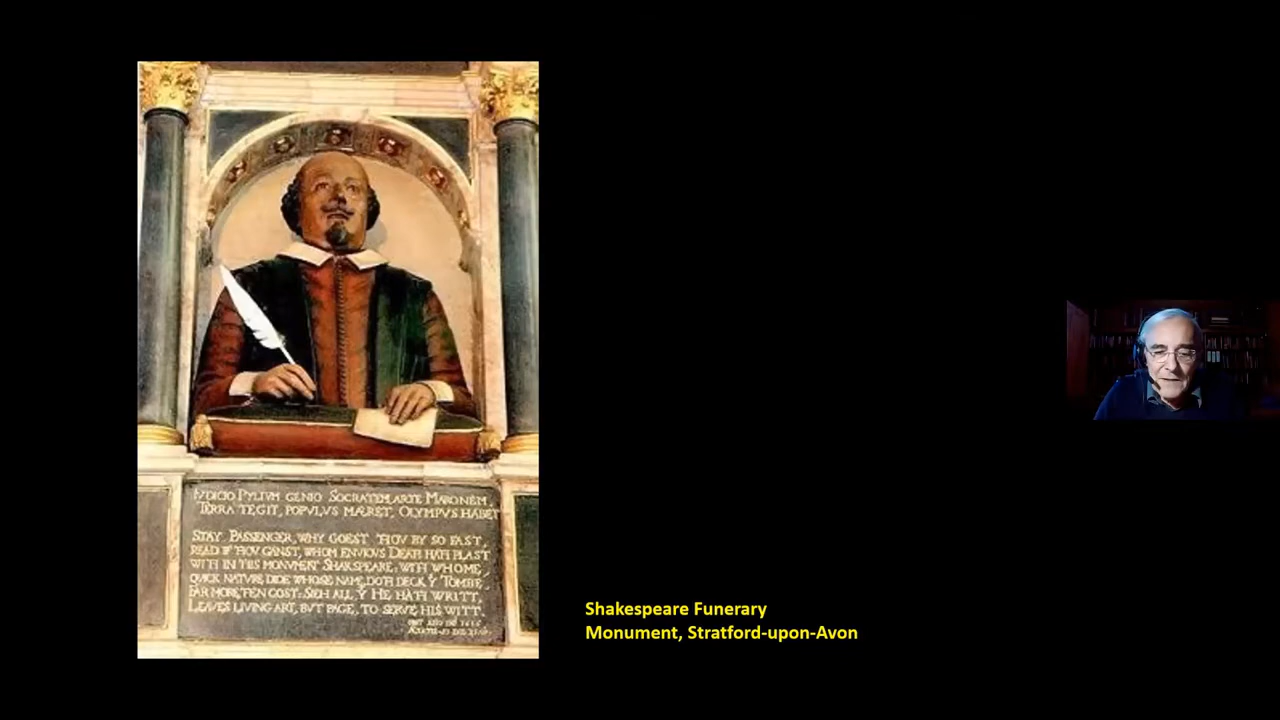 IVDICIO PYLIVM GENIO SOCRATEM, ARTE MARONEM,
TERRA TEGIT, POPVLVS MÆRET, OLYMPVS HABET
STAY PASSENGER, WHY GOEST THOV BY SO FAST,
READ IF THOV CANST, WHOM ENVIOVS DEATH HATH PLAST
WITH IN THIS MONVMENT SHAKSPEARE: WITH WHOME,
QVICK NATVRE DIDE WHOSE NAME, DOTH DECK Y TOMBE,
FAR MORE, THEN COST: SIEH ALL, Y HE HATH WRITT,
LEAVES LIVING ART, BVT PAGE, TO SERVE HIS WITT.
Shakespeare Funerary
Monument, Stratford-upon-Avon